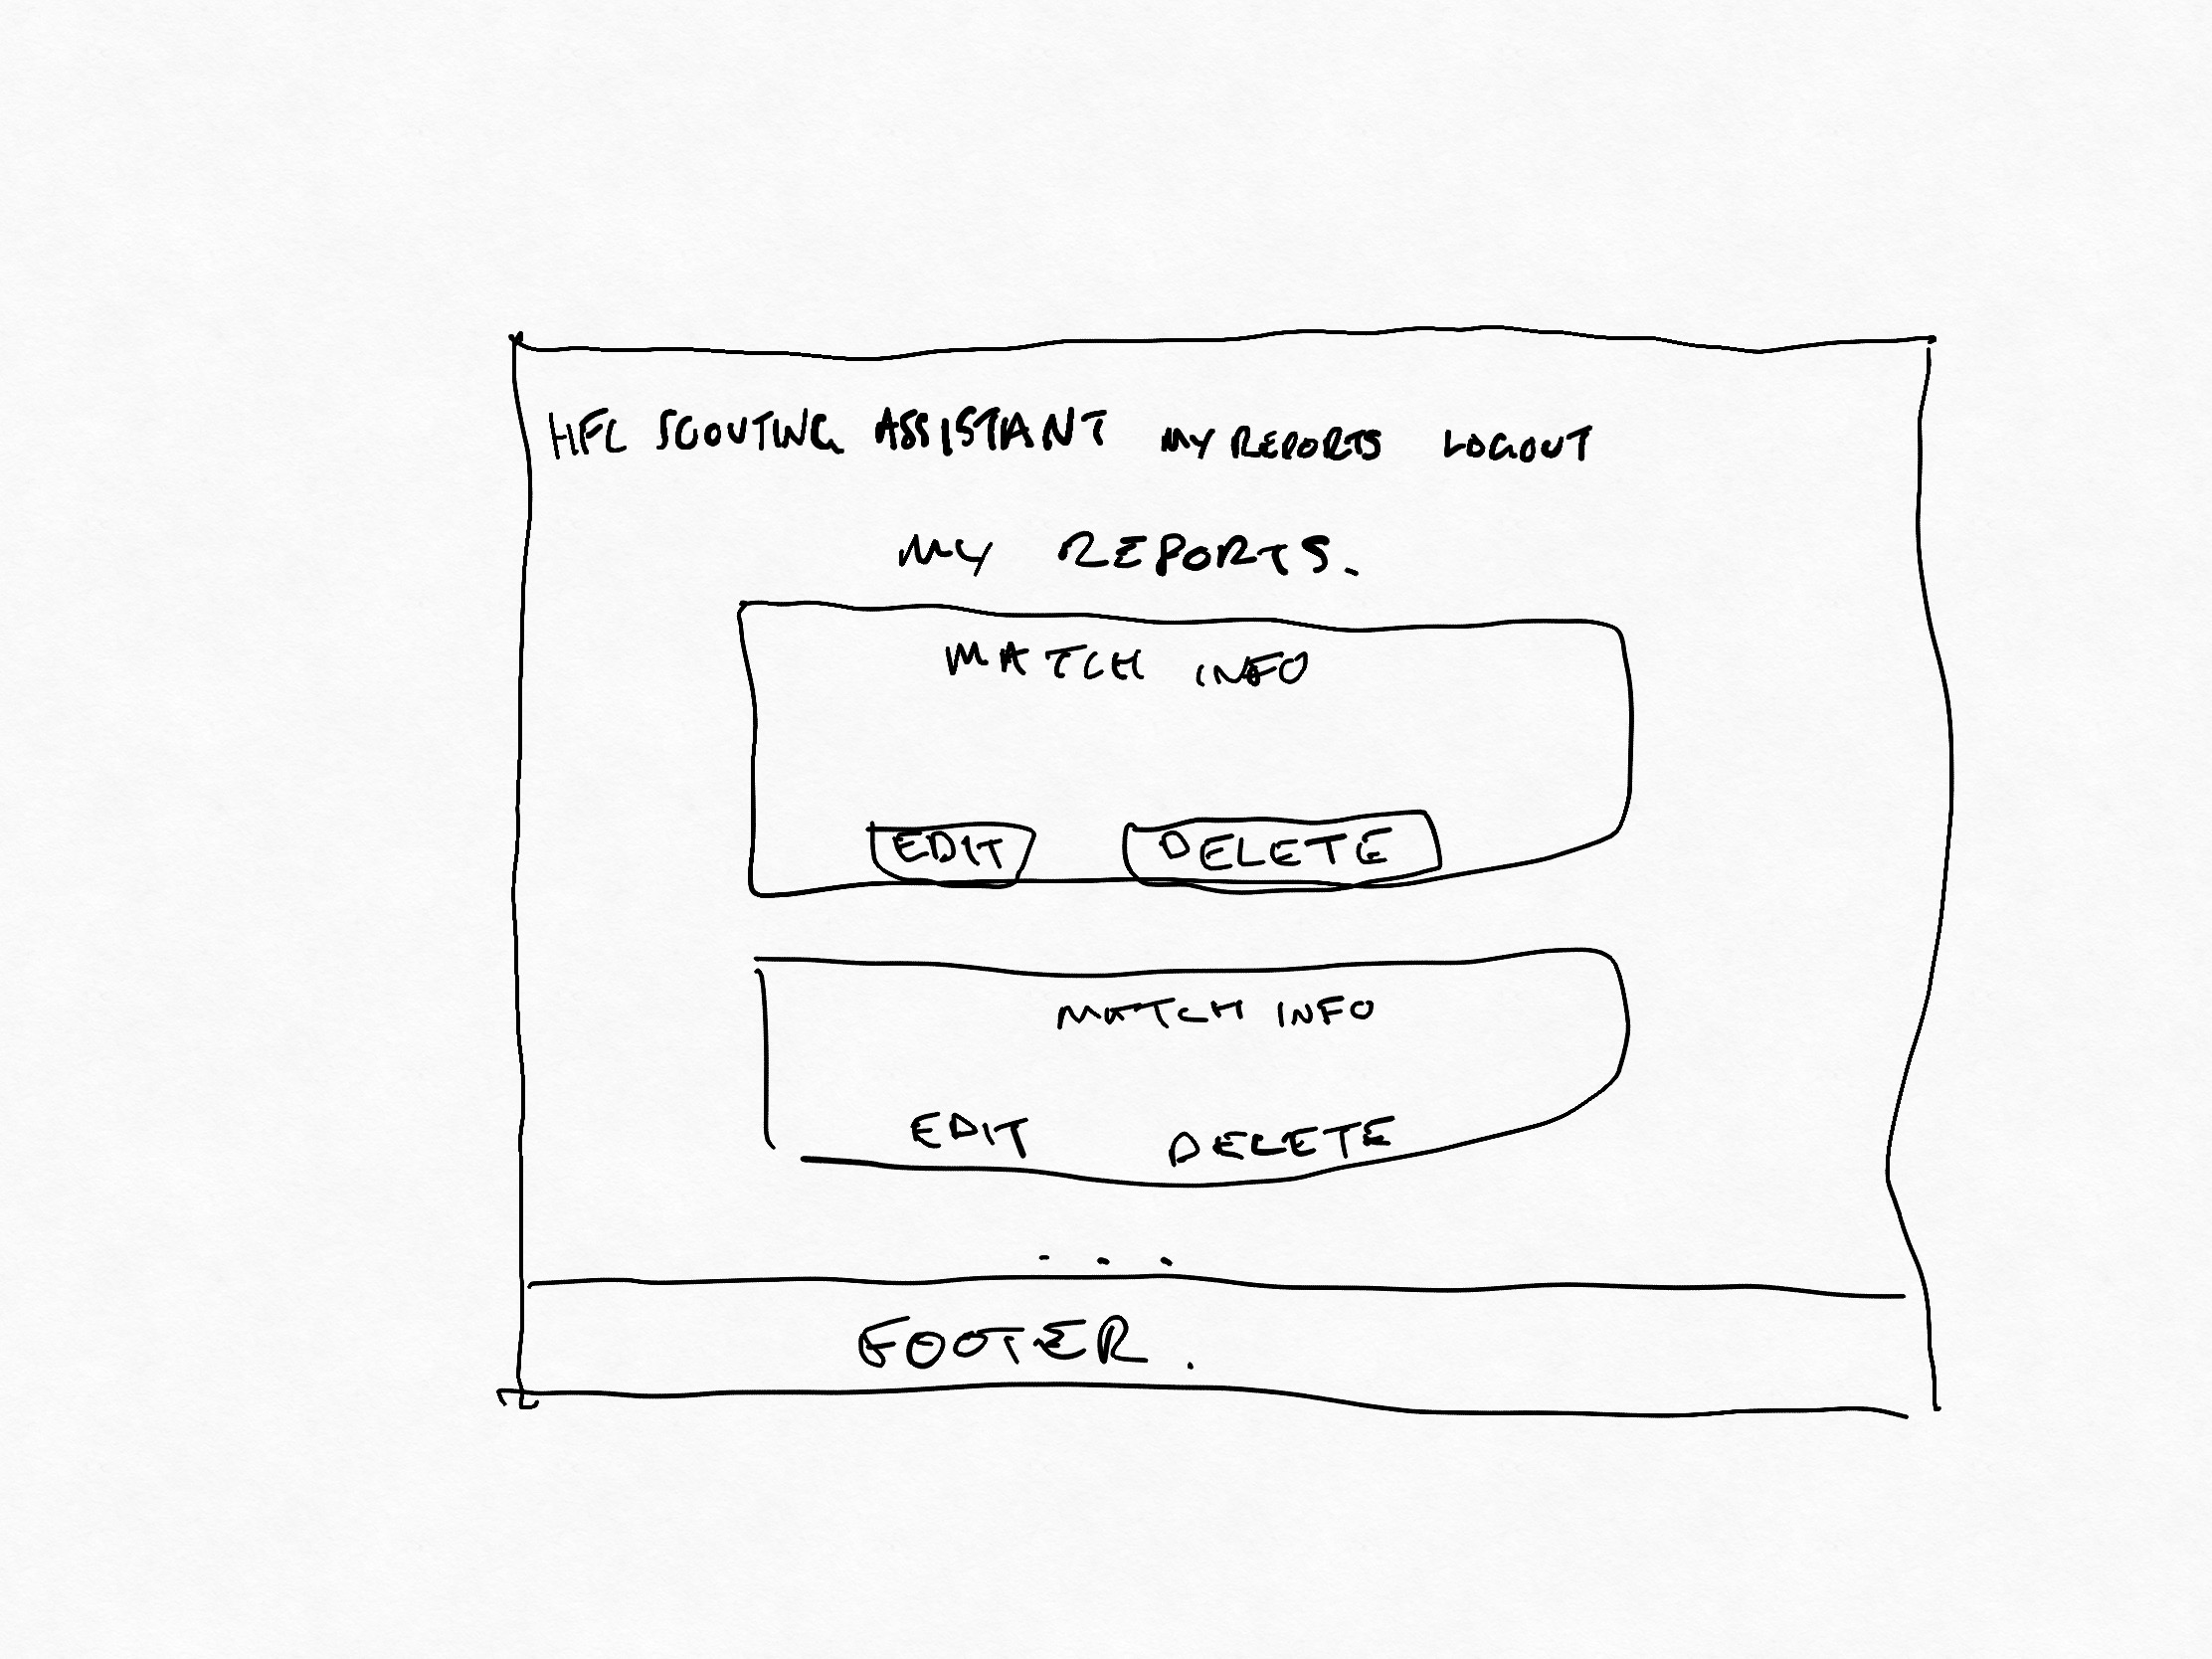 HFC SCOUTING ASSISTANT MY REPORTS LOGOUT
MY REPORTS.
MATCH INFO
EDIT DELETE
MATCH INFO
EDIT DELETE
...
FOOTER.